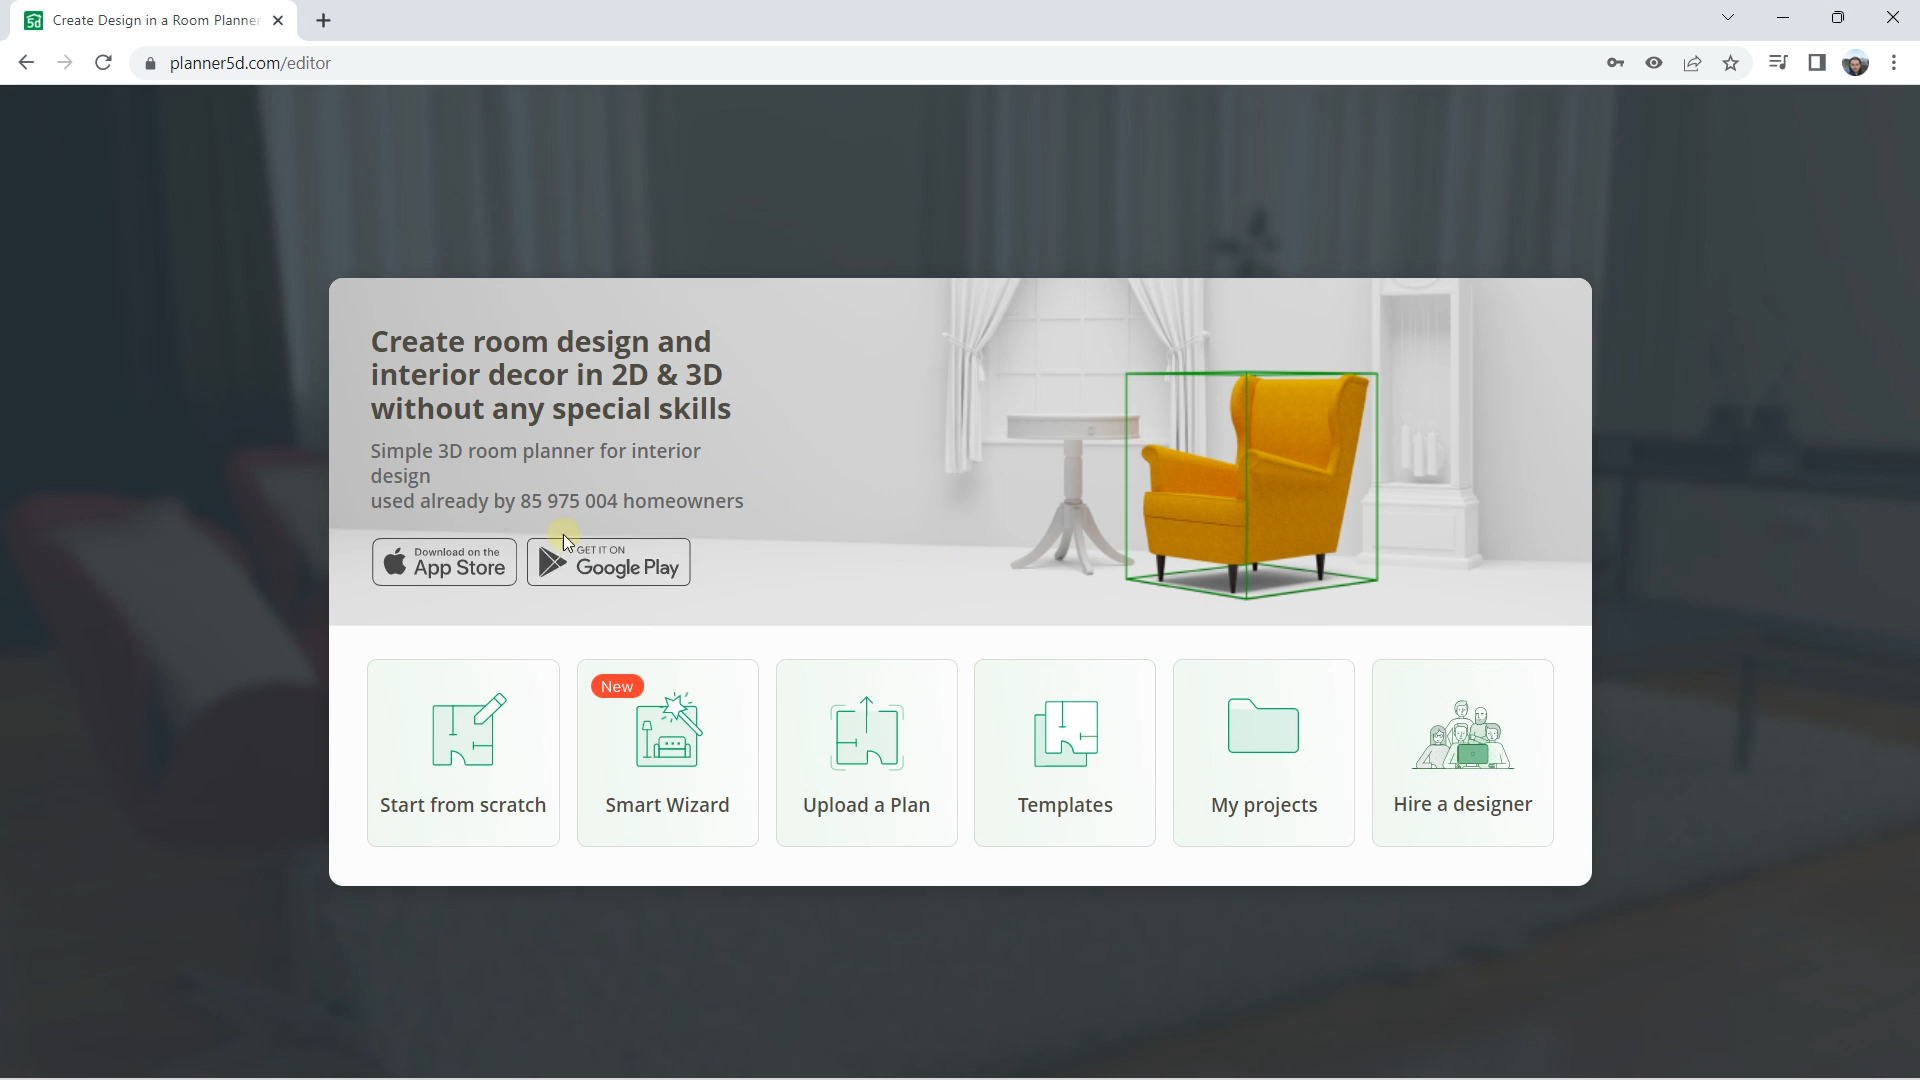 5d
Create Design in a Room Planner
planner5d.com/editor
Create room design and
interior decor in 2D & 3D
without any special skills
Simple 3D room planner for interior
design
used already by 85 975 004 homeowners
Download on the
App Store
GET IT ON
Google Play
New
Start from scratch
Smart Wizard
Upload a Plan
Templates
My projects
Hire a designer